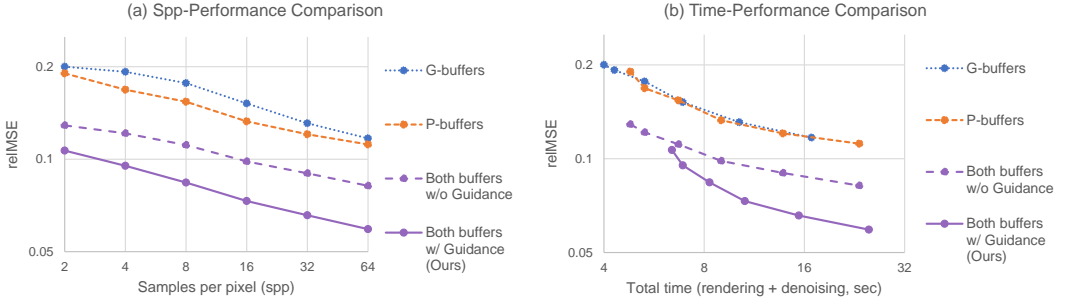 (a) Spp-Performance Comparison
relMSE
0.2
0.1
0.05
2
4
8
16
32
64
Samples per pixel (spp)
G-buffers
P-buffers
Both buffers
w/o Guidance
Both buffers
w/ Guidance
(Ours)
(b) Time-Performance Comparison
relMSE
0.2
0.1
0.05
4
8
16
32
Total time (rendering + denoising, sec)
G-buffers
P-buffers
Both buffers
w/o Guidance
Both buffers
w/ Guidance
(Ours)